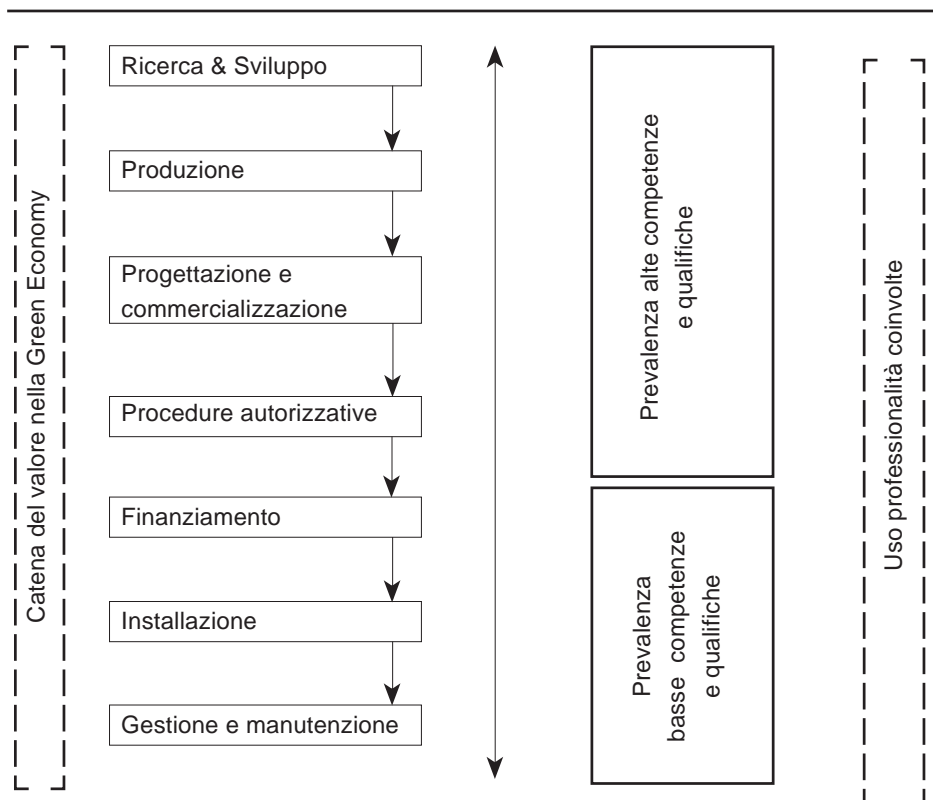 Catena del valore nella Green Economy
Ricerca & Sviluppo
Produzione
Progettazione e
commercializzazione
Procedure autorizzative
Finanziamento
Installazione
Gestione e manutenzione
Prevalenza alte competenze
e qualifiche
Prevalenza
basse competenze
e qualifiche
Uso professionalità coinvolte